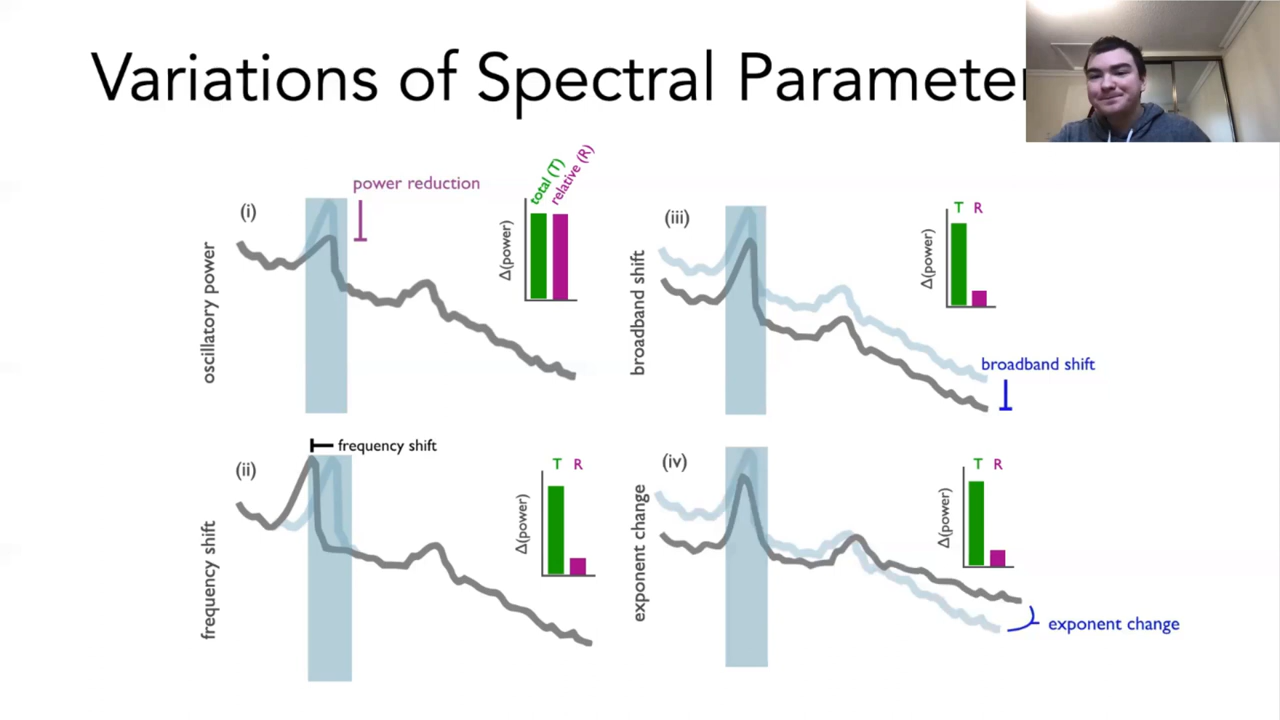 Variations of Spectral Parameter
(i)
power reduction
oscillatory power
Δ(power)
total (T)
relative (R)
(iii)
broadband shift
Δ(power)
T R
broadband shift
(ii)
frequency shift
frequency shift
Δ(power)
T R
(iv)
exponent change
Δ(power)
T R
exponent change